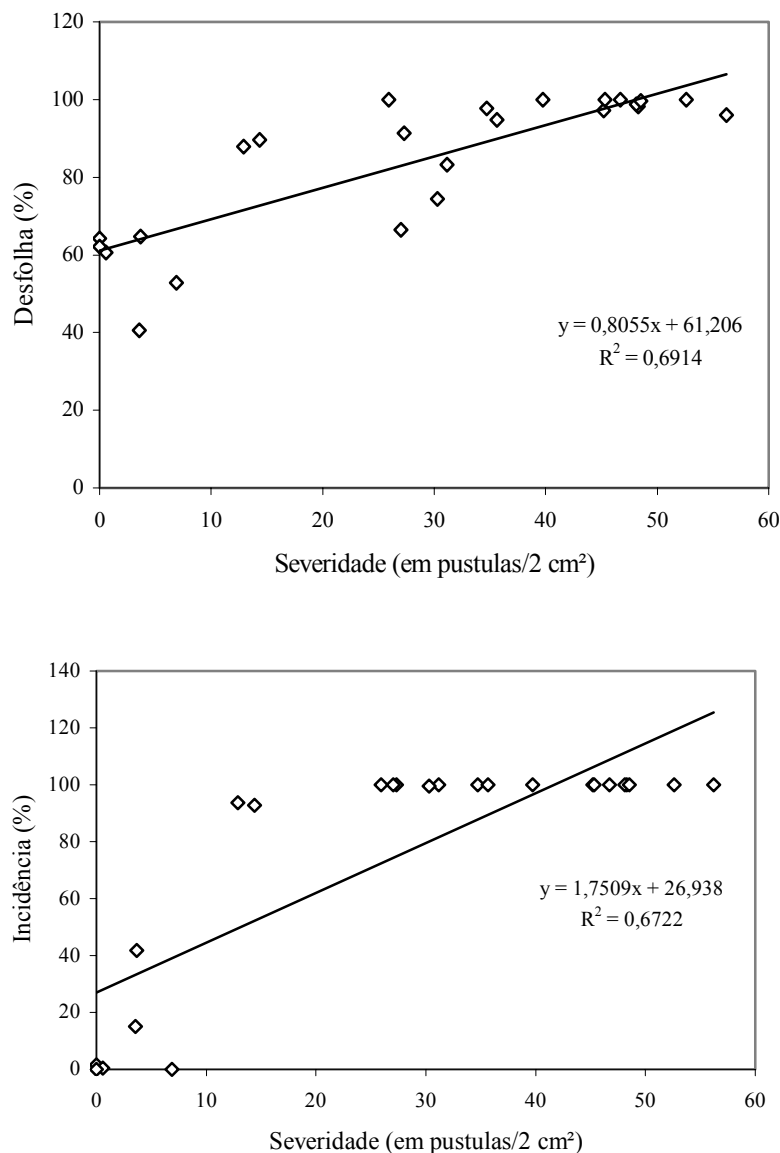 120
100
80
60
40
20
0
Desfolha (%)
y = 0,8055x + 61,206
R² = 0,6914
0 10 20 30 40 50 60
Severidade (em pustulas/2 cm²)
140
120
100
80
60
40
20
0
Incidência (%)
y = 1,7509x + 26,938
R² = 0,6722
0 10 20 30 40 50 60
Severidade (em pustulas/2 cm²)